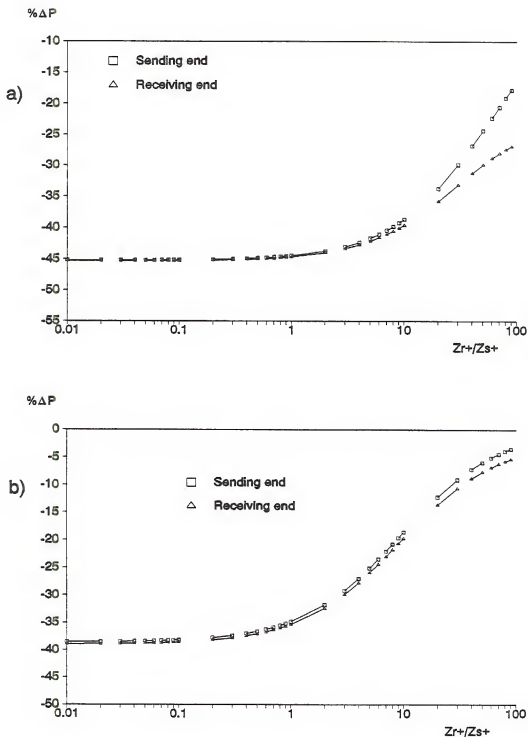 %ΔP
-10
Sending end
Receiving end
-15
-20
a)
-25
-30
-35
-40
-45
-50
-55
0.01 0.1 1 10 100
Zr+/Zs+
%ΔP
0
-5
-10
b)
Sending end
Receiving end
-15
-20
-25
-30
-35
-40
-45
-50
0.01 0.1 1 10 100
Zr+/Zs+